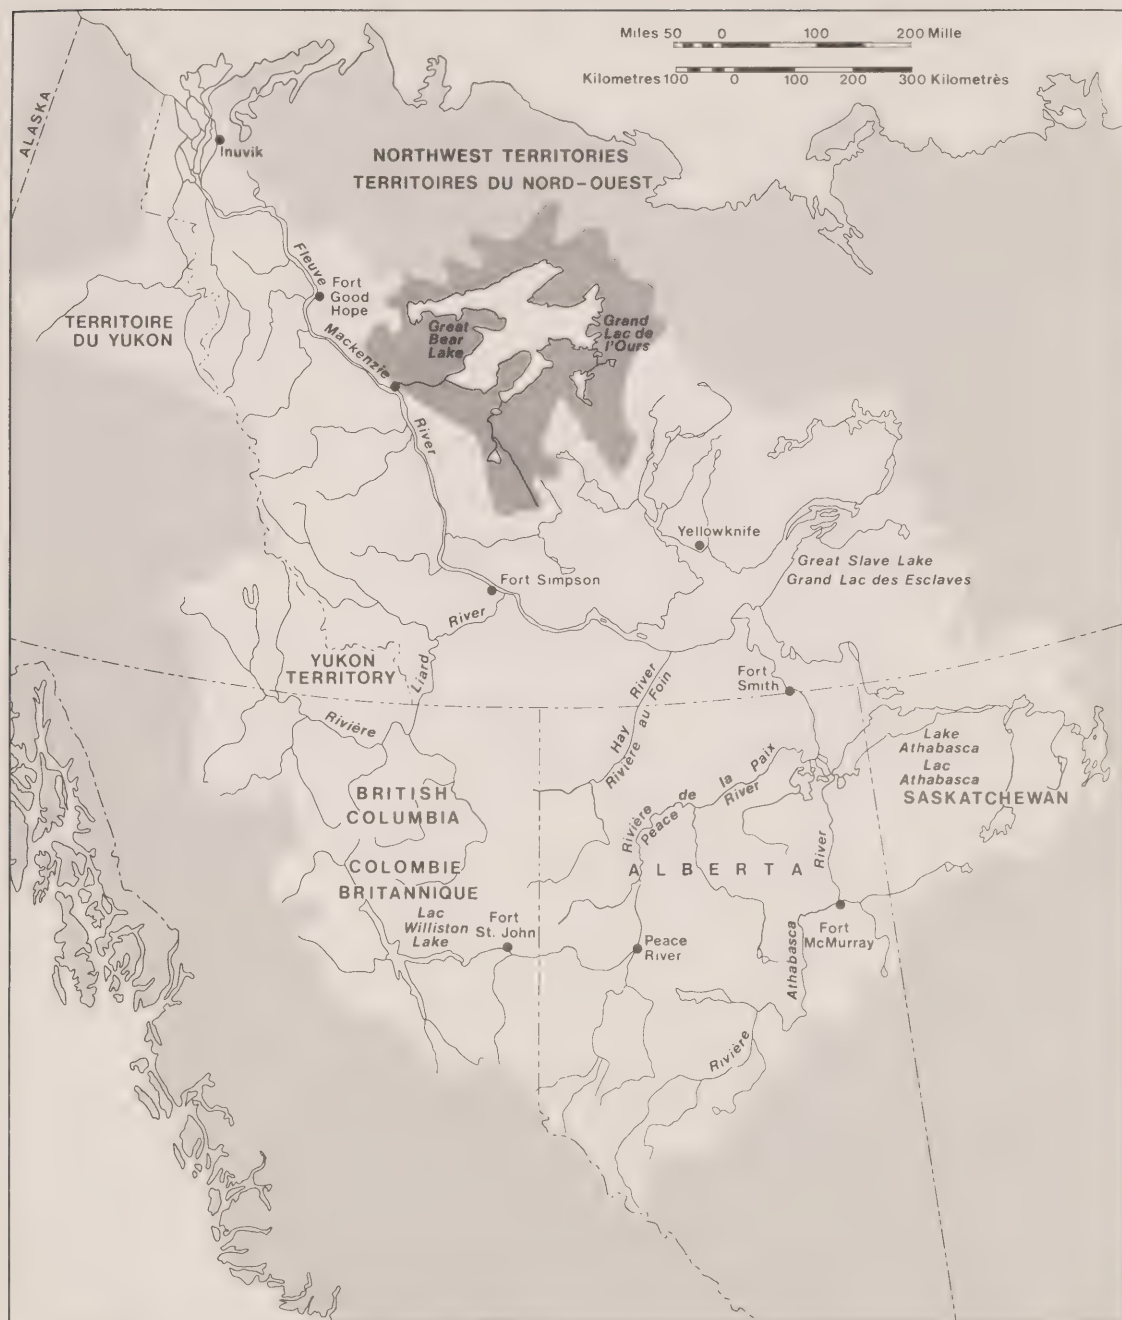 Miles 50 0 100 200 Mille
Kilometres 100 0 100 200 300 Kilometrès
ALASKA
Inuvik
NORTHWEST TERRITORIES
TERRITOIRES DU NORD-OUEST
Fleuve
Fort
Good
Hope
Great
Bear
Lake
Grand
Lac de
l'Ours
TERRITOIRE
DU YUKON
Mackenzie
River
Yellowknife
Great Slave Lake
Grand Lac des Esclaves
Fort Simpson
River
YUKON
TERRITORY
Liard
Rivière
Hay River
Rivière au Foin
Fort
Smith
Lake
Athabasca
Lac
Athabasca
SASKATCHEWAN
BRITISH
COLUMBIA
Rivière de la Paix
Peace River
River
ALBERTA
COLOMBIE
BRITANNIQUE
Lac
Williston
Lake
Fort
St. John
Peace
River
Athabasca
Fort
McMurray
Rivière